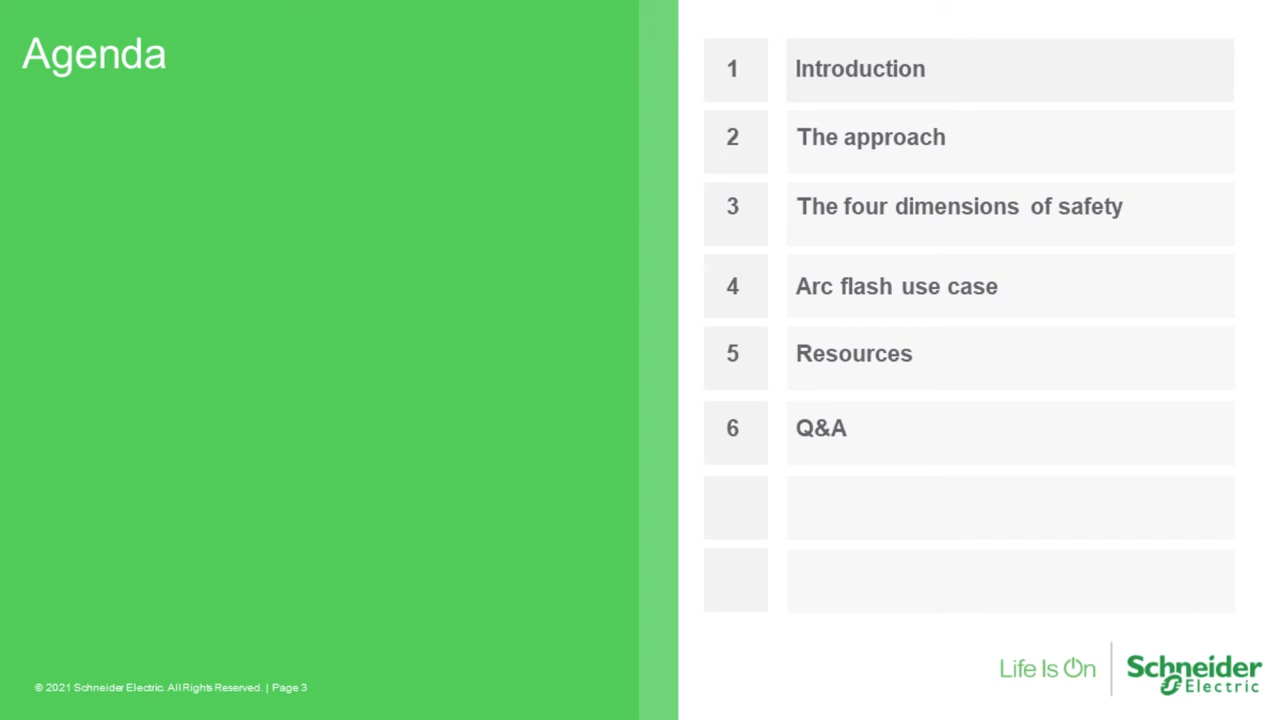 Agenda
1 Introduction
2 The approach
3 The four dimensions of safety
4 Arc flash use case
5 Resources
6 Q&A
© 2021 Schneider Electric. All Rights Reserved. | Page 3
Life Is On
Schneider
Electric